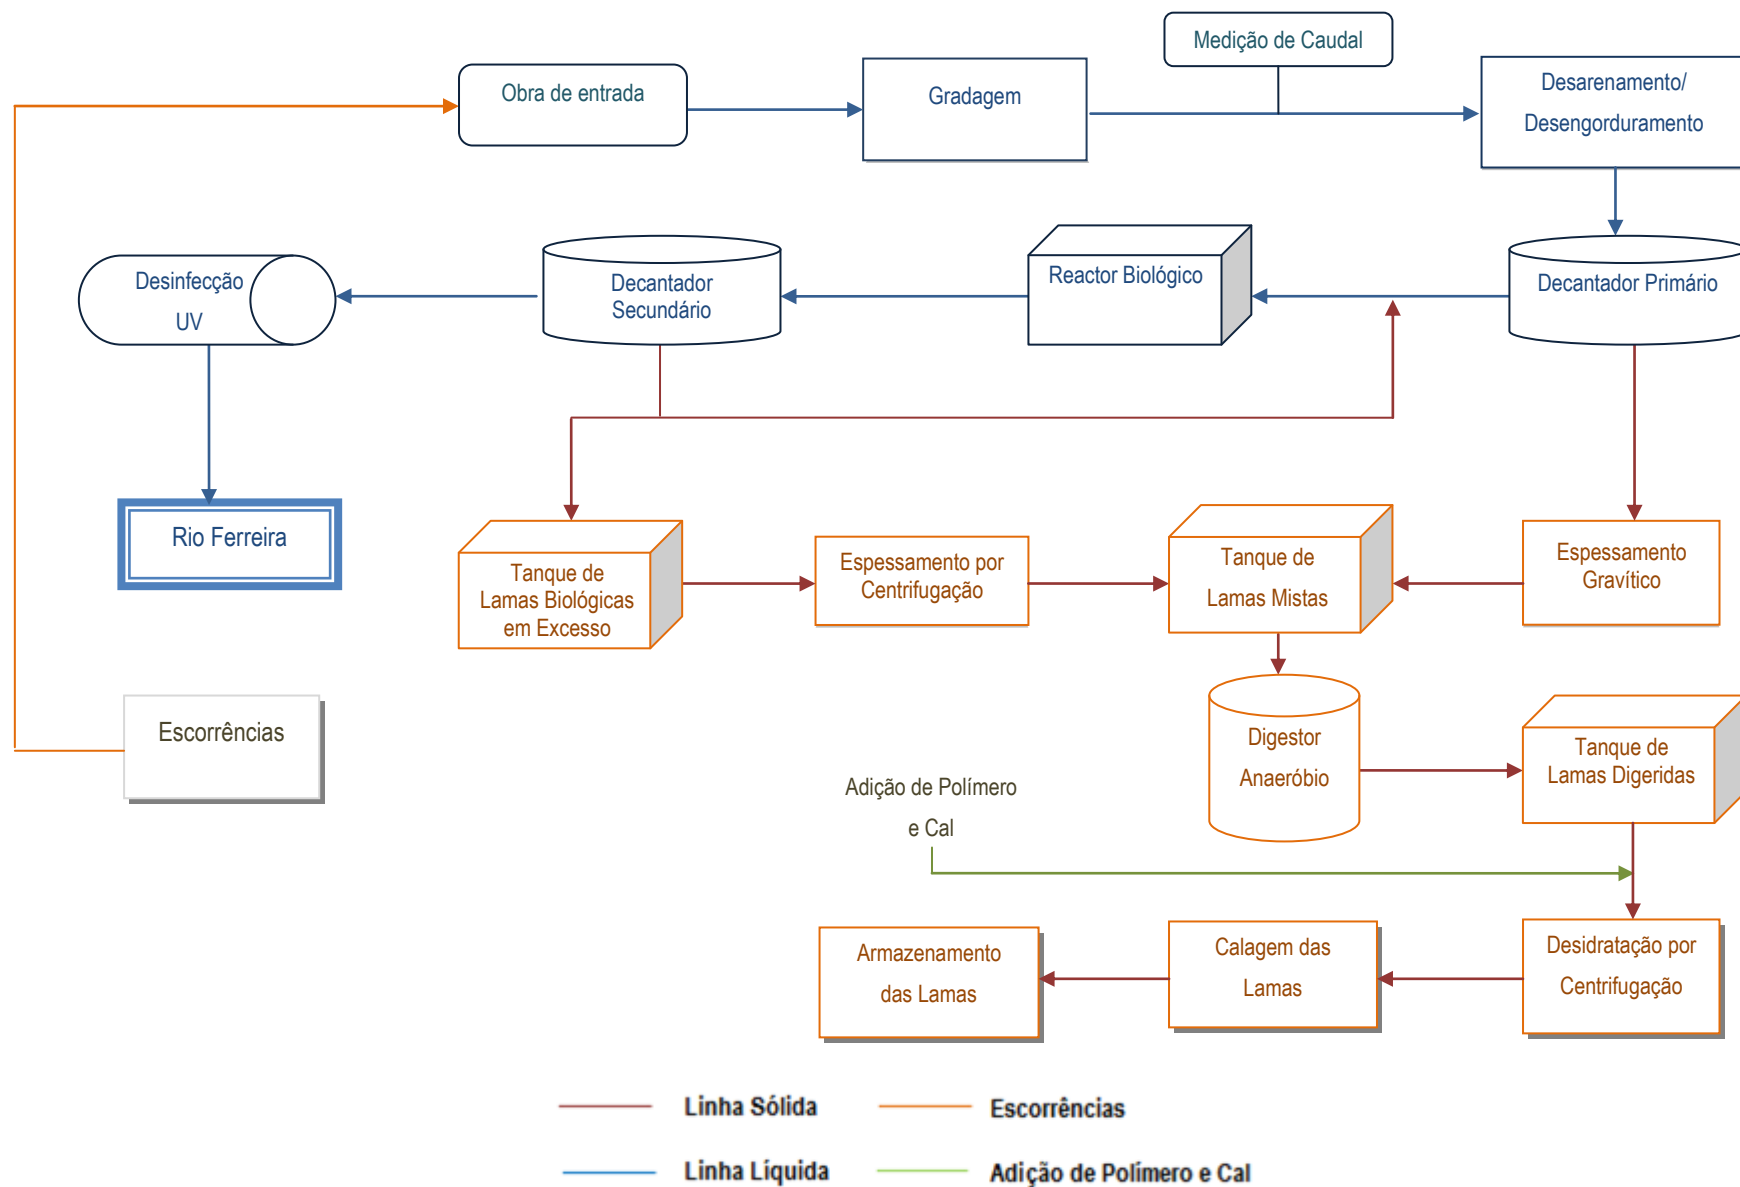 Medição de Caudal
Obra de entrada
Gradagem
Desarenamento/
Desengorduramento
Desinfecção
UV
Decantador
Secundário
Reactor Biológico
Decantador Primário
Rio Ferreira
Tanque de
Lamas Biológicas
em Excesso
Espessamento por
Centrifugação
Tanque de
Lamas Mistas
Espessamento
Gravítico
Escorrências
Digestor
Anaeróbio
Tanque de
Lamas Digeridas
Adição de Polímero
e Cal
Armazenamento
das Lamas
Calagem das
Lamas
Desidratação por
Centrifugação
Linha Sólida
Escorrências
Linha Líquida
Adição de Polímero e Cal